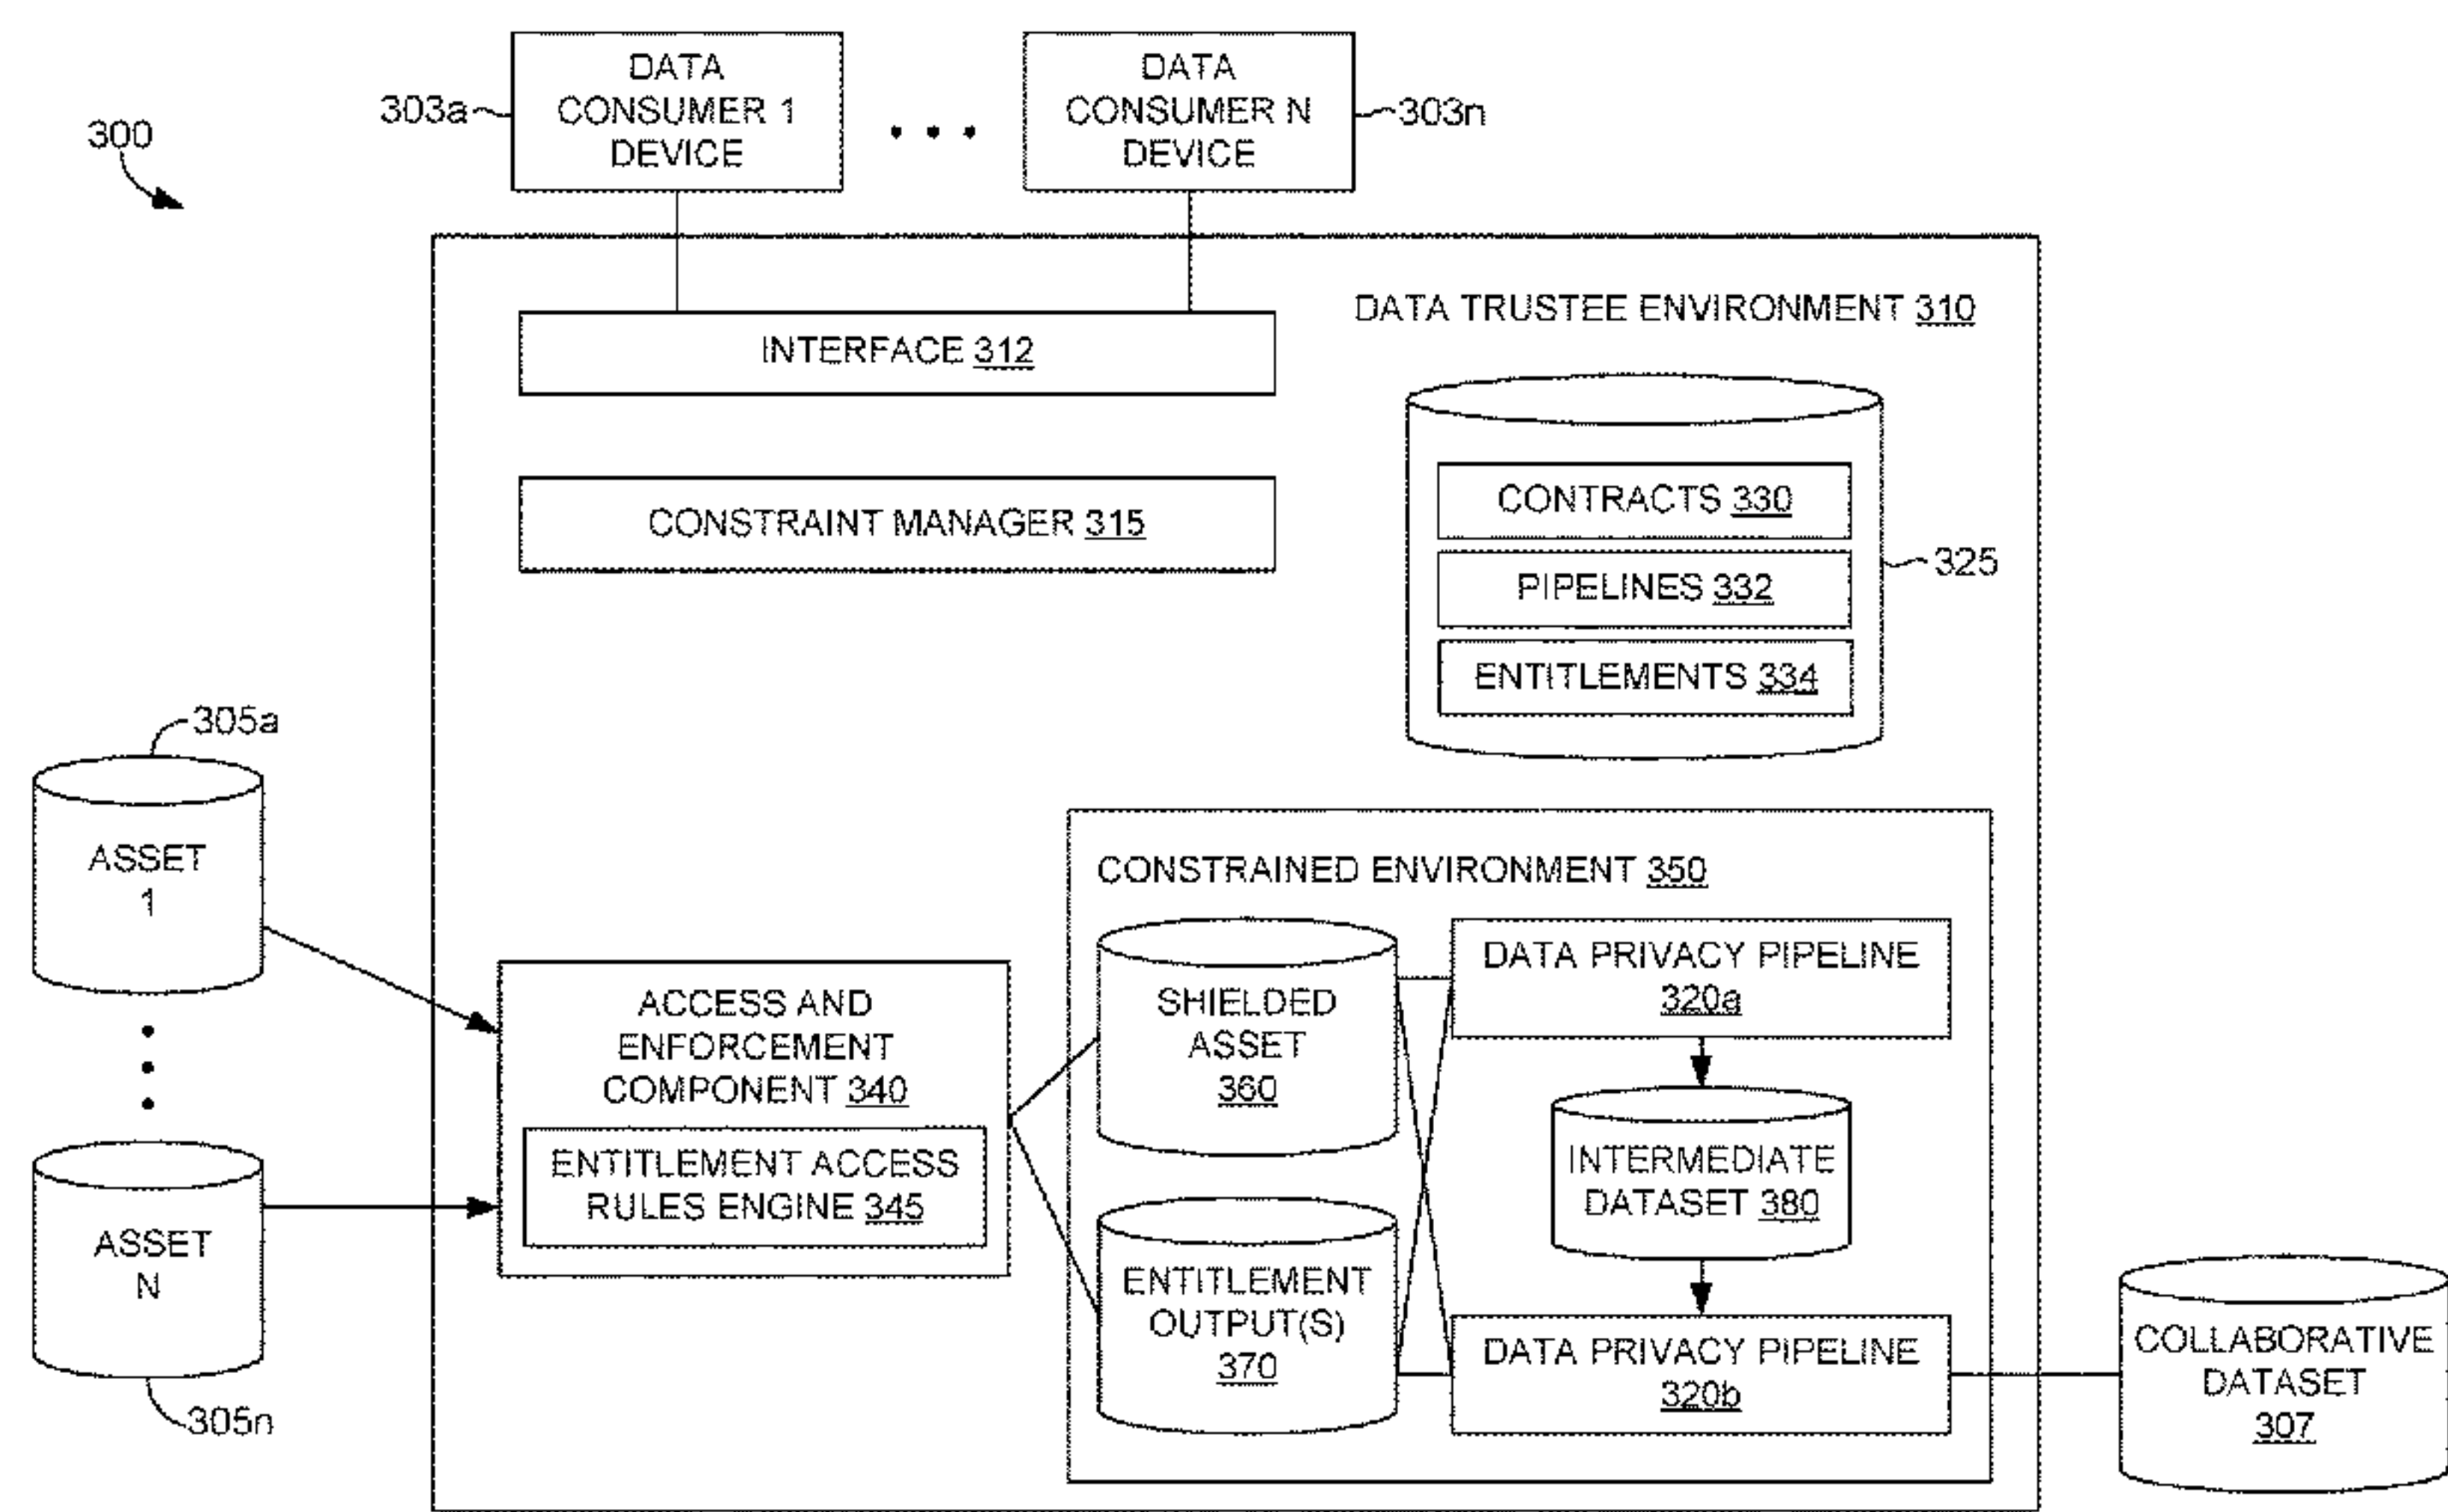 300
303a
DATA
CONSUMER 1
DEVICE
DATA
CONSUMER N
DEVICE
303n
DATA TRUSTEE ENVIRONMENT 310
INTERFACE 312
CONSTRAINT MANAGER 315
CONTRACTS 330
PIPELINES 332
ENTITLEMENTS 334
325
305a
ASSET
1
ASSET
N
305n
ACCESS AND
ENFORCEMENT
COMPONENT 340
ENTITLEMENT ACCESS
RULES ENGINE 345
CONSTRAINED ENVIRONMENT 350
SHIELDED
ASSET
360
ENTITLEMENT
OUTPUT(S)
370
DATA PRIVACY PIPELINE
320a
INTERMEDIATE
DATASET 380
DATA PRIVACY PIPELINE
320b
COLLABORATIVE
DATASET
307